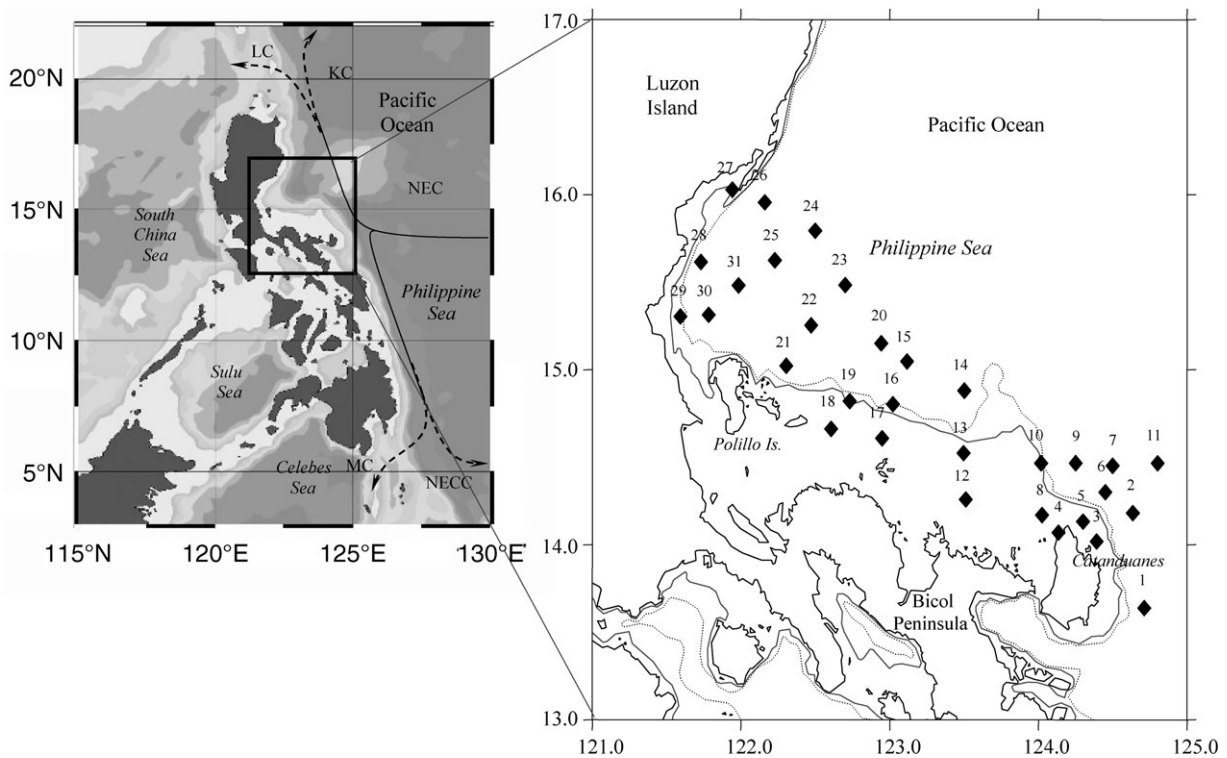 20°N
15°N
10°N
5°N
115°N
120°E
125°E
130°E
LC
KC
Pacific
Ocean
NEC
South
China
Sea
Philippine
Sea
Sulu
Sea
Celebes
Sea
MC
NECC
17.0
16.0
15.0
14.0
13.0
121.0
122.0
123.0
124.0
125.0
Luzon
Island
Pacific Ocean
Philippine Sea
27
26
24
25
28
31
23
29
30
22
20
15
21
14
19
16
18
17
13
Polillo Is.
10
9
7
11
6
12
8
5
2
4
3
Catanduanes
1
Bicol
Peninsula